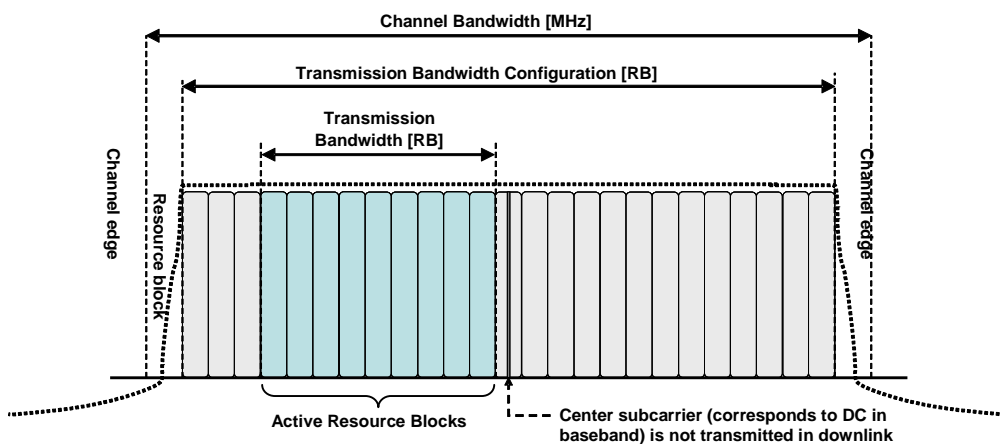 Channel Bandwidth [MHz]
Transmission Bandwidth Configuration [RB]
Transmission
Bandwidth [RB]
Channel edge
Resource block
Channel edge
Active Resource Blocks
Center subcarrier (corresponds to DC in
baseband) is not transmitted in downlink